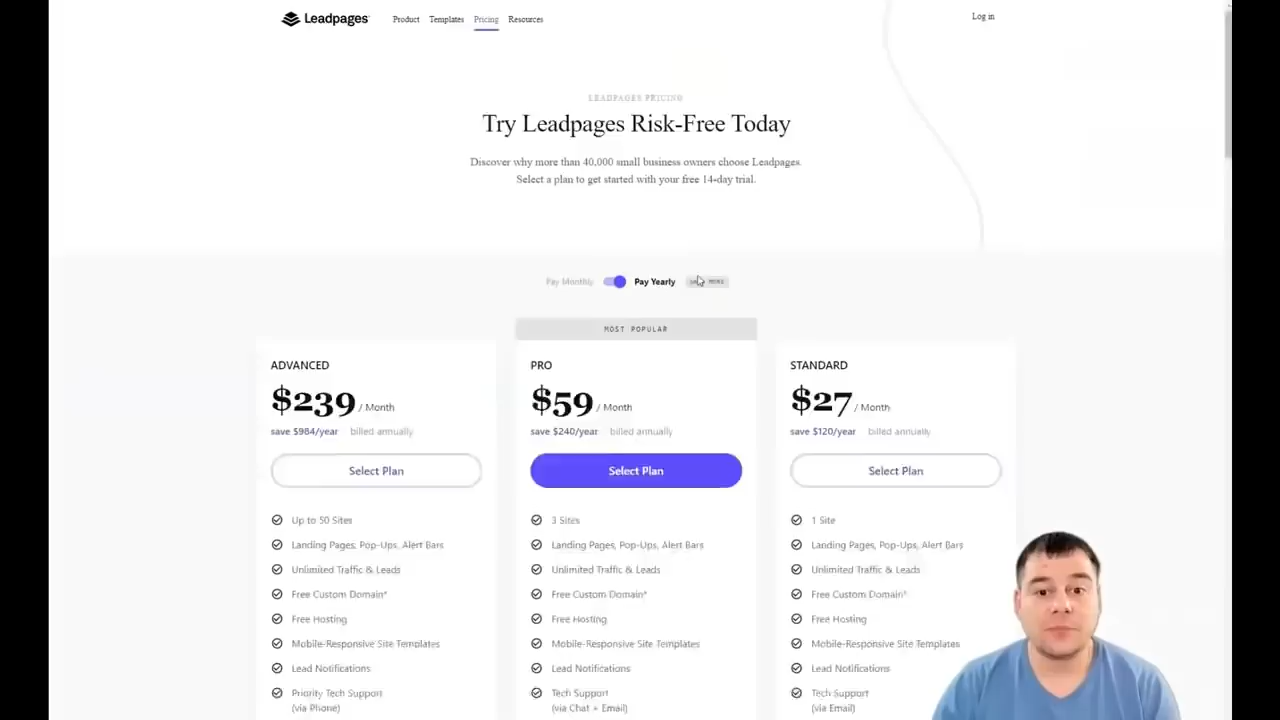 Leadpages
Product Templates Pricing Resources
Log in
LEADPAGES PRICING
Try Leadpages Risk-Free Today
Discover why more than 40,000 small business owners choose Leadpages.
Select a plan to get started with your free 14-day trial.
Pay Monthly Pay Yearly
MOST POPULAR
ADVANCED
$239 / Month
save $984/year billed annually
Select Plan
Up to 50 Sites
Landing Pages, Pop-Ups, Alert Bars
Unlimited Traffic & Leads
Free Custom Domain*
Free Hosting
Mobile-Responsive Site Templates
Lead Notifications
Priority Tech Support
(via Phone)
PRO
$59 / Month
save $240/year billed annually
Select Plan
3 Sites
Landing Pages, Pop-Ups, Alert Bars
Unlimited Traffic & Leads
Free Custom Domain*
Free Hosting
Mobile-Responsive Site Templates
Lead Notifications
Tech Support
(via Chat + Email)
STANDARD
$27 / Month
save $120/year billed annually
Select Plan
1 Site
Landing Pages, Pop-Ups, Alert Bars
Unlimited Traffic & Leads
Free Custom Domain*
Free Hosting
Mobile-Responsive Site Templates
Lead Notifications
Tech Support
(via Email)